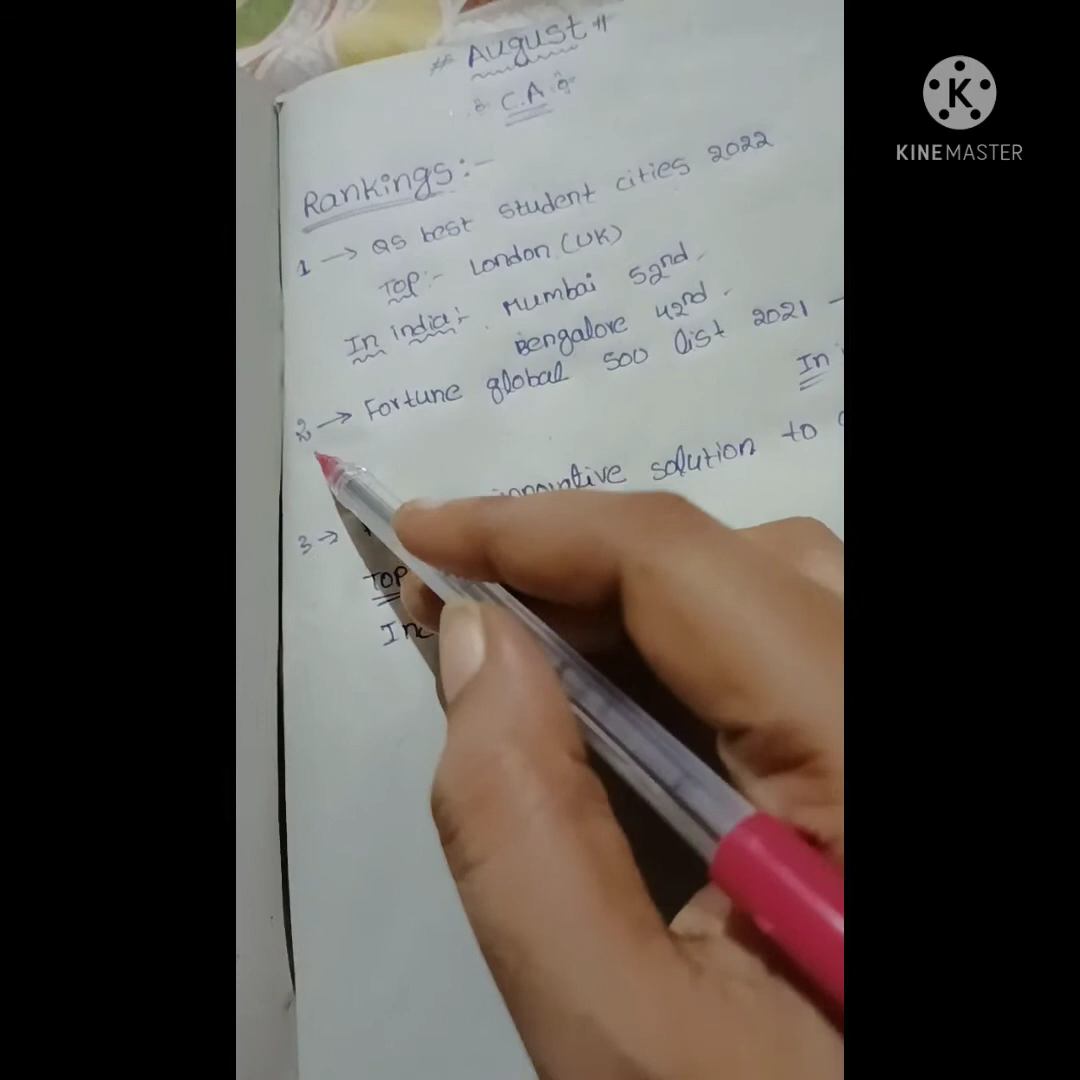 # August #
C.A
Rankings:-
1 → QS best student cities 2022
TOP:- London (UK)
In india:- Mumbai 52nd.
Bengalore 42nd.
2 → Fortune global 500 list 2021 -
In
innovative solution to
3 →
TOP
K
KINEMASTER